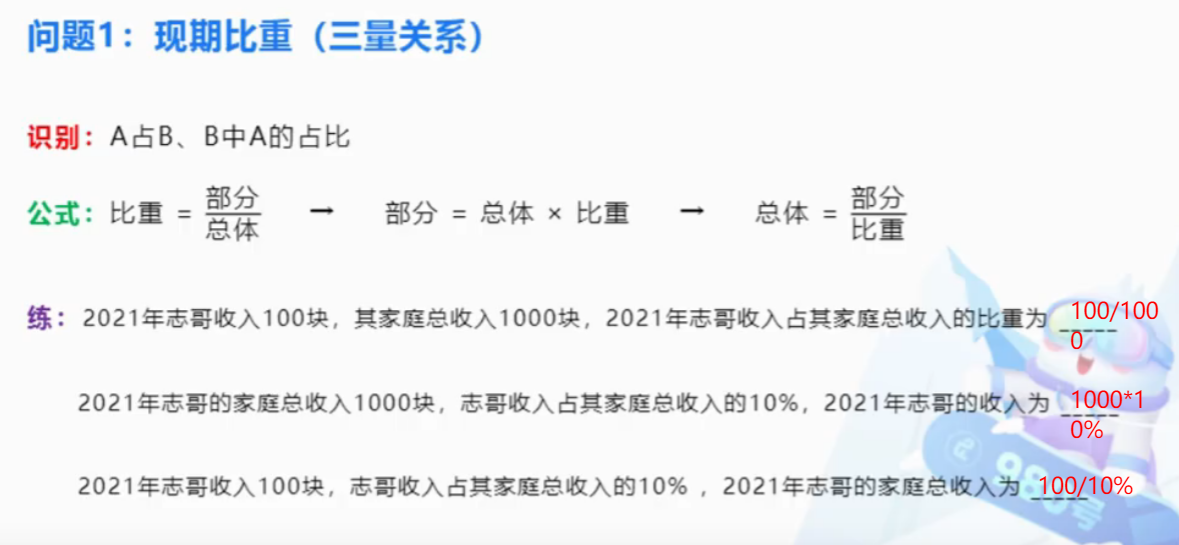 问题1：现期比重（三量关系）
识别：A占B、B中A的占比
公式：比重 = 部分/总体 → 部分 = 总体 × 比重 → 总体 = 部分/比重
练：2021年志哥收入100块，其家庭总收入1000块，2021年志哥收入占其家庭总收入的比重为 100/100
0
2021年志哥的家庭总收入1000块，志哥收入占其家庭总收入的10%，2021年志哥的收入为 1000*1
0%
2021年志哥收入100块，志哥收入占其家庭总收入的10% ，2021年志哥的家庭总收入为 100/10%
980号